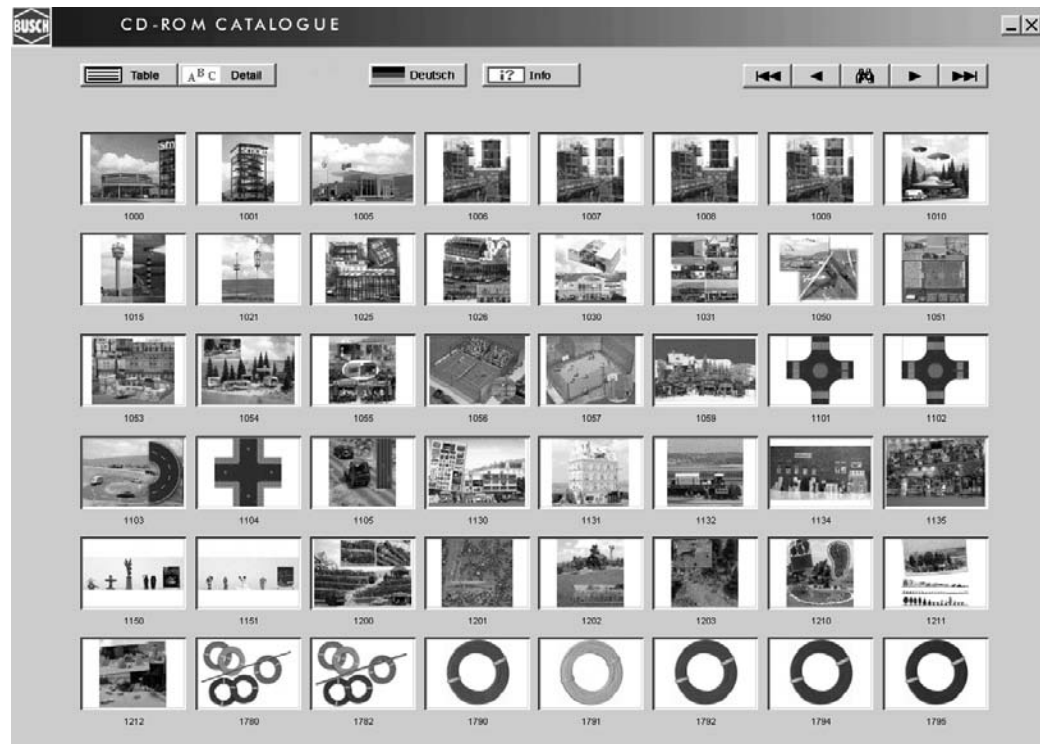 BUSCH CD-ROM CATALOGUE
Table ABC Detail Deutsch i? Info
1000 1001 1005 1006 1007 1008 1009 1010
1015 1021 1025 1026 1030 1031 1050 1051
1053 1054 1055 1056 1057 1059 1101 1102
1103 1104 1105 1130 1131 1132 1134 1135
1150 1151 1200 1201 1202 1203 1210 1211
1212 1780 1782 1790 1791 1792 1794 1795